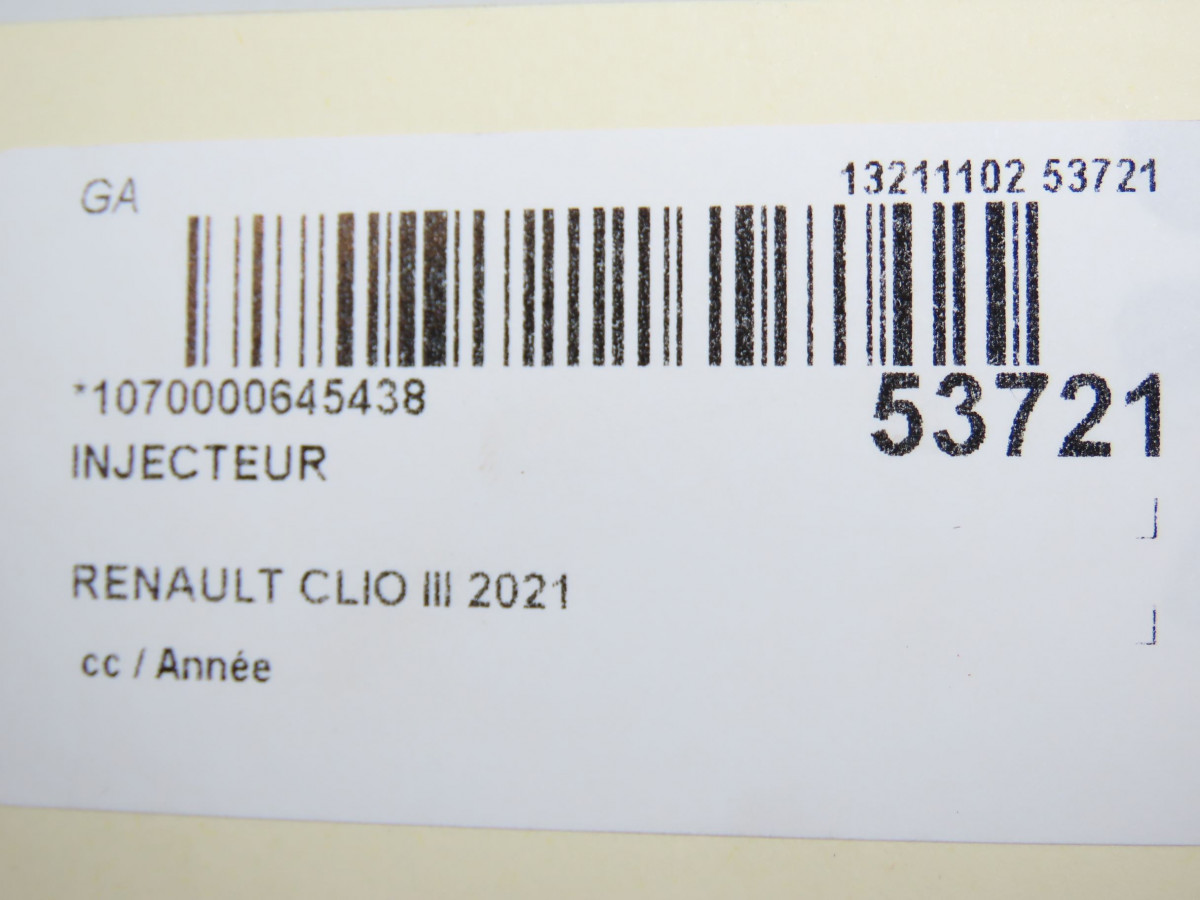 GA
13211102 53721
*1070000645438
53721
INJECTEUR
RENAULT CLIO III 2021
cc / Année